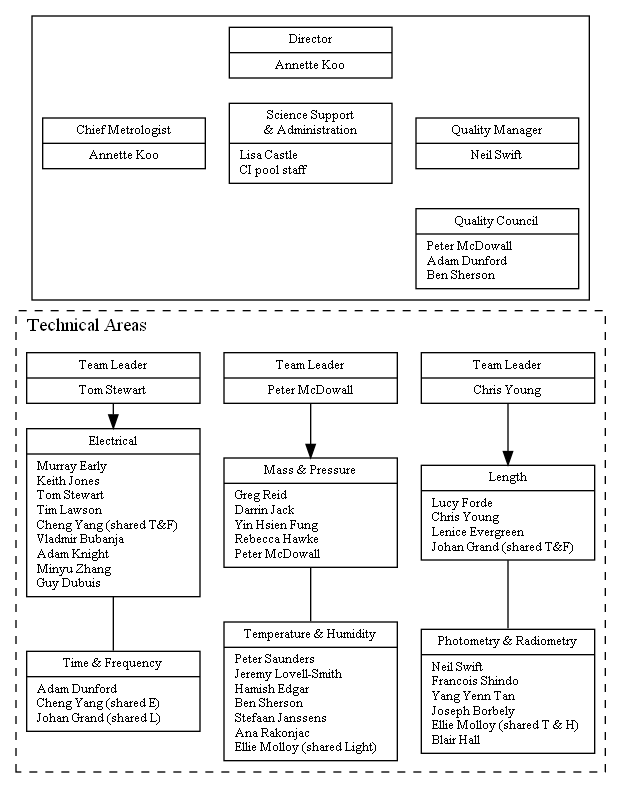 Director
Annette Koo
Chief Metrologist
Annette Koo
Science Support
& Administration
Lisa Castle
CI pool staff
Quality Manager
Neil Swift
Quality Council
Peter McDowall
Adam Dunford
Ben Sherson
Technical Areas
Team Leader
Tom Stewart
Electrical
Murray Early
Keith Jones
Tom Stewart
Tim Lawson
Cheng Yang (shared T&F)
Vladmir Bubanja
Adam Knight
Minyu Zhang
Guy Dubuis
Time & Frequency
Adam Dunford
Cheng Yang (shared E)
Johan Grand (shared L)
Team Leader
Peter McDowall
Mass & Pressure
Greg Reid
Darrin Jack
Yin Hsien Fung
Rebecca Hawke
Peter McDowall
Temperature & Humidity
Peter Saunders
Jeremy Lovell-Smith
Hamish Edgar
Ben Sherson
Stefaan Janssens
Ana Rakonjac
Ellie Molloy (shared Light)
Team Leader
Chris Young
Length
Lucy Forde
Chris Young
Lenice Evergreen
Johan Grand (shared T&F)
Photometry & Radiometry
Neil Swift
Francois Shindo
Yang Yenn Tan
Joseph Borbely
Ellie Molloy (shared T & H)
Blair Hall